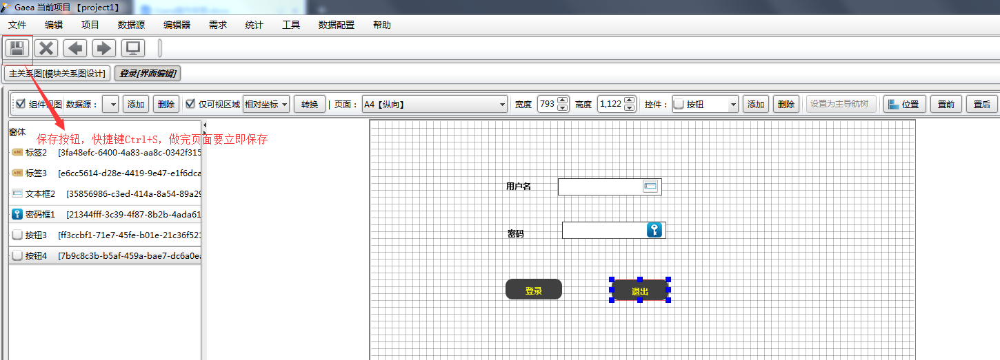 Gaea 当前项目 【project1】
文件 编辑 项目 数据源 编辑器 需求 统计 工具 数据配置 帮助
主关系图[模块关系图设计] 登录[界面编辑]
组件视图 数据源： 添加 删除 仅可视区域 相对坐标 转换 | 页面： A4【纵向】 宽度 793 高度 1,122 控件： 按钮 添加 删除 设置为主导航树 位置 置前 置后
窗体
保存按钮，快捷键Ctrl+S，做完页面要立即保存
标签2 [3fa48efc-6400-4a83-aa8c-0342f315
标签3 [e6cc5614-d28e-4419-9e47-e1f6dca
文本框2 [35856986-c3ed-414a-8a54-89a29
密码框1 [21344fff-3c39-4f87-8b2b-4ada61
按钮3 [ff3ccbf1-71e7-45fe-b01e-21c36f521
按钮4 [7b9c8c3b-b5af-459a-bae7-dc6a0ea
用户名
密码
登录 退出